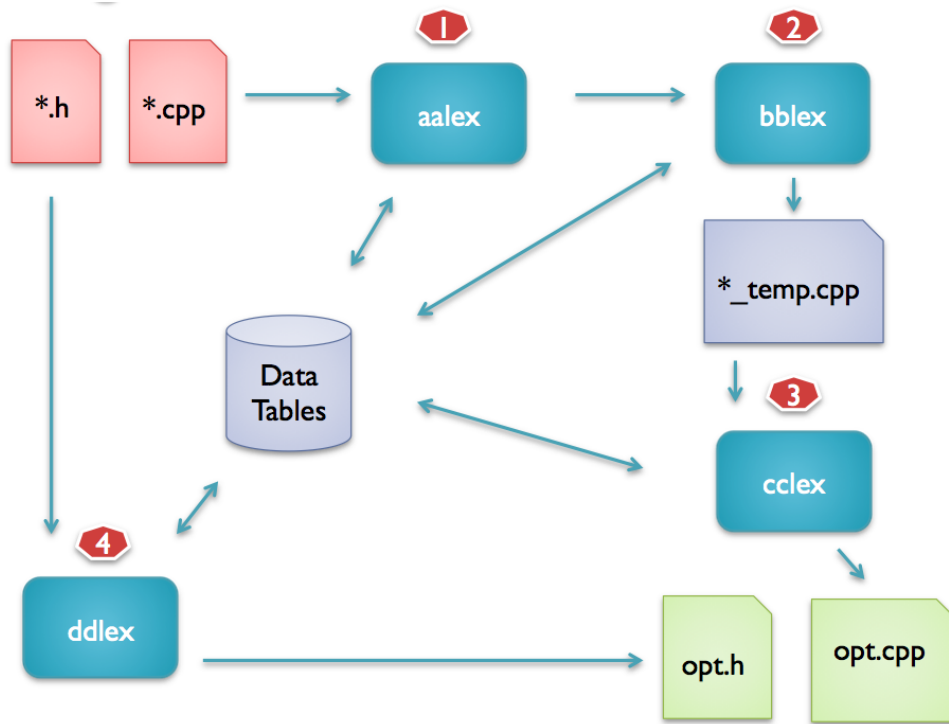 1
2
*.h
*.cpp
aalex
bblex
*_temp.cpp
Data
Tables
3
cclex
4
ddlex
opt.h
opt.cpp